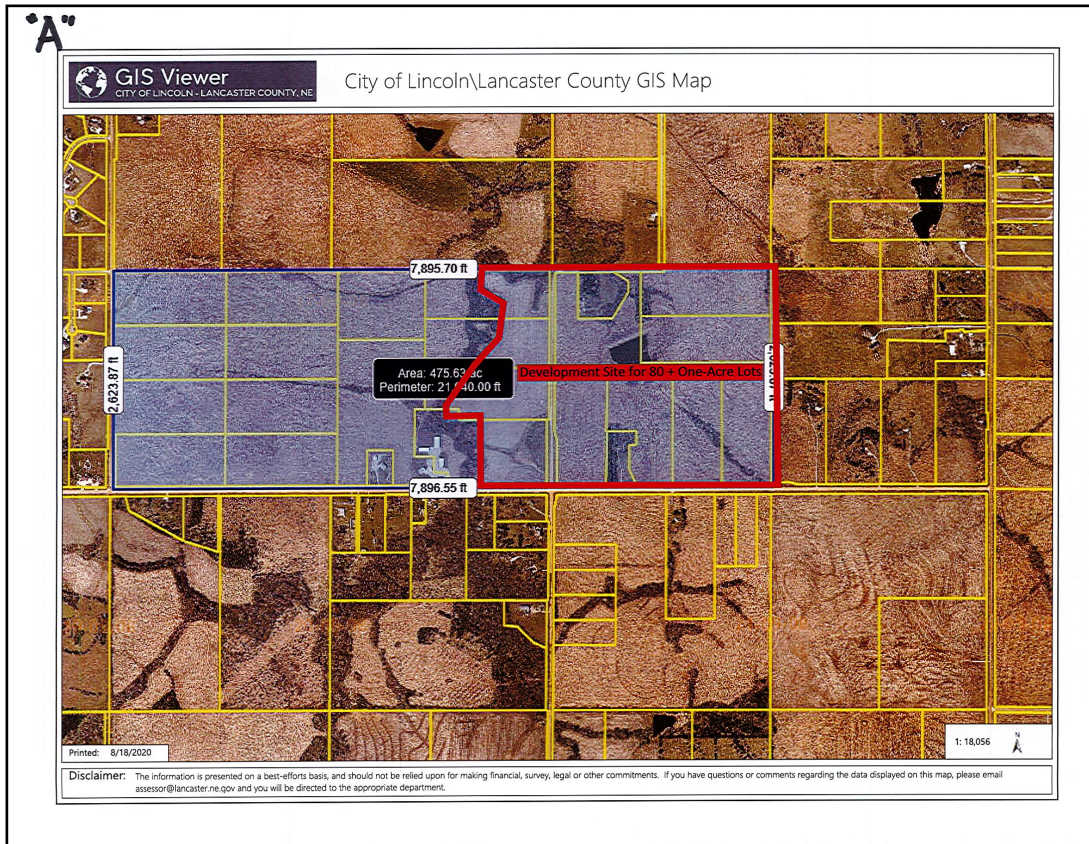 "A"
GIS Viewer
CITY OF LINCOLN - LANCASTER COUNTY, NE
City of Lincoln\Lancaster County GIS Map
7,895.70 ft
2,623.87 ft
Area: 475.63 ac
Perimeter: 21,040.00 ft
Development Site for 80 + One-Acre Lots
7,896.55 ft
Printed: 8/18/2020
1: 18,056
N
Disclaimer: The information is presented on a best-efforts basis, and should not be relied upon for making financial, survey, legal or other commitments. If you have questions or comments regarding the data displayed on this map, please email
assessor@lancaster.ne.gov and you will be directed to the appropriate department.